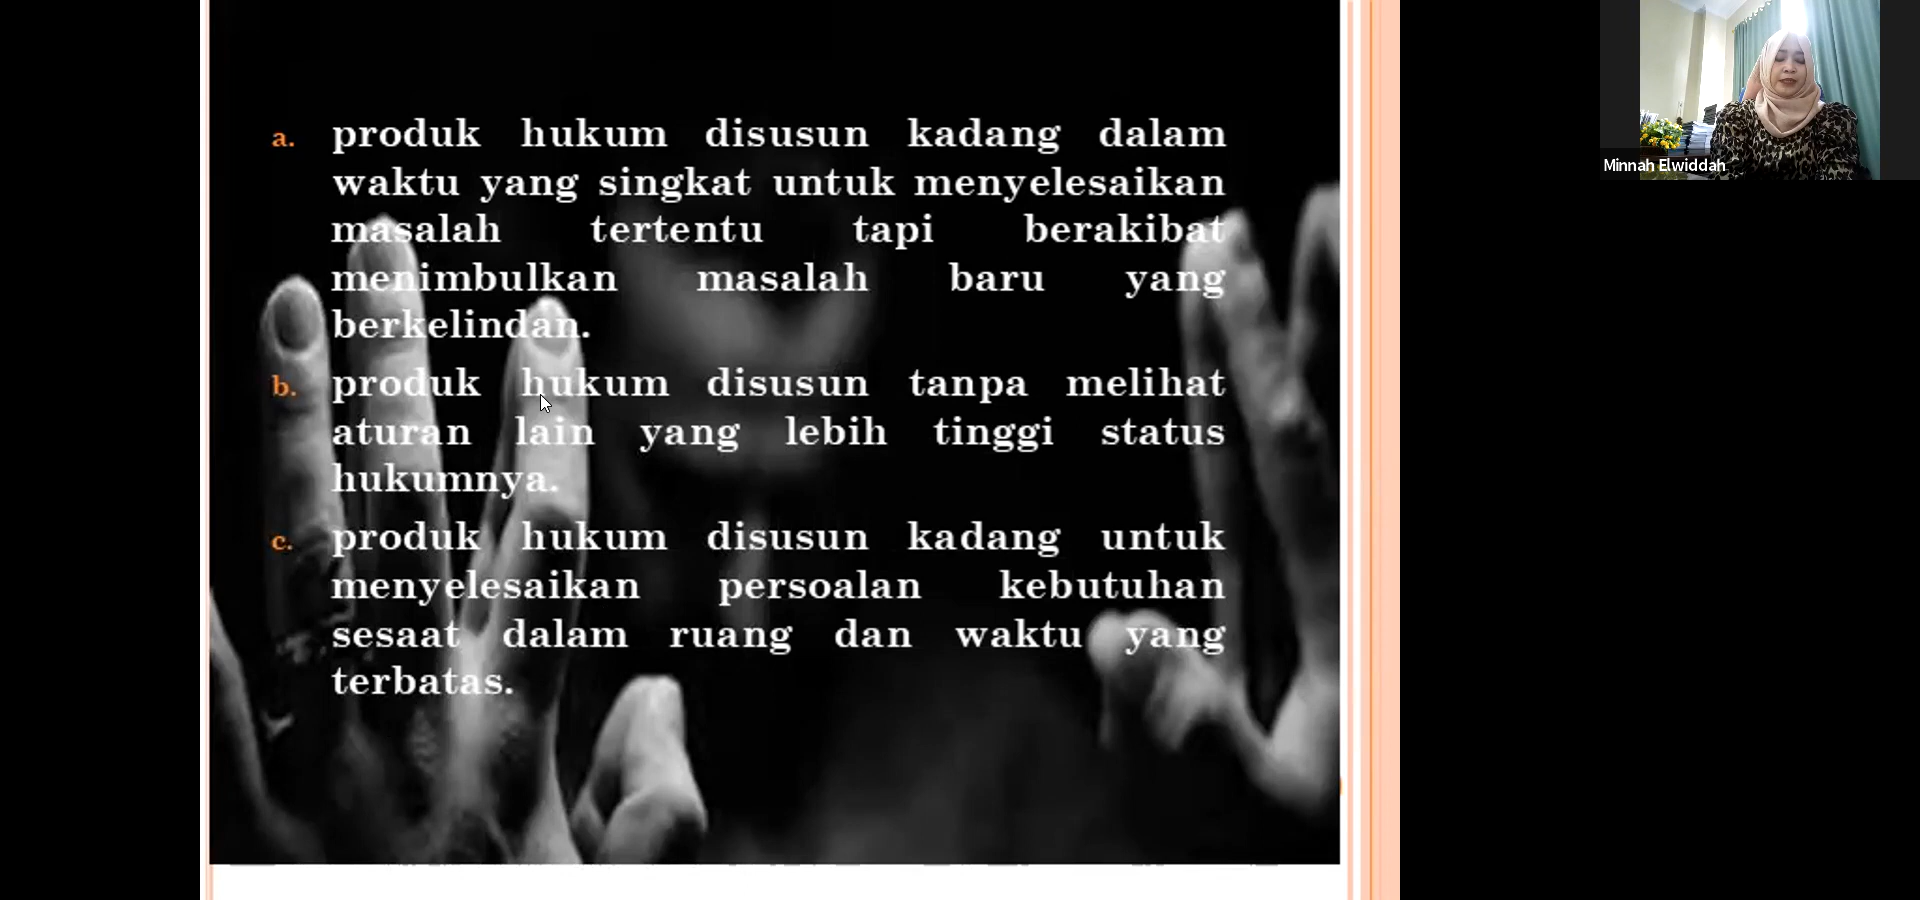 a. produk hukum disusun kadang dalam
waktu yang singkat untuk menyelesaikan
masalah tertentu tapi berakibat
menimbulkan masalah baru yang
berkelindan.
b. produk hukum disusun tanpa melihat
aturan lain yang lebih tinggi status
hukumnya.
c. produk hukum disusun kadang untuk
menyelesaikan persoalan kebutuhan
sesaat dalam ruang dan waktu yang
terbatas.
Minnah Elwiddah